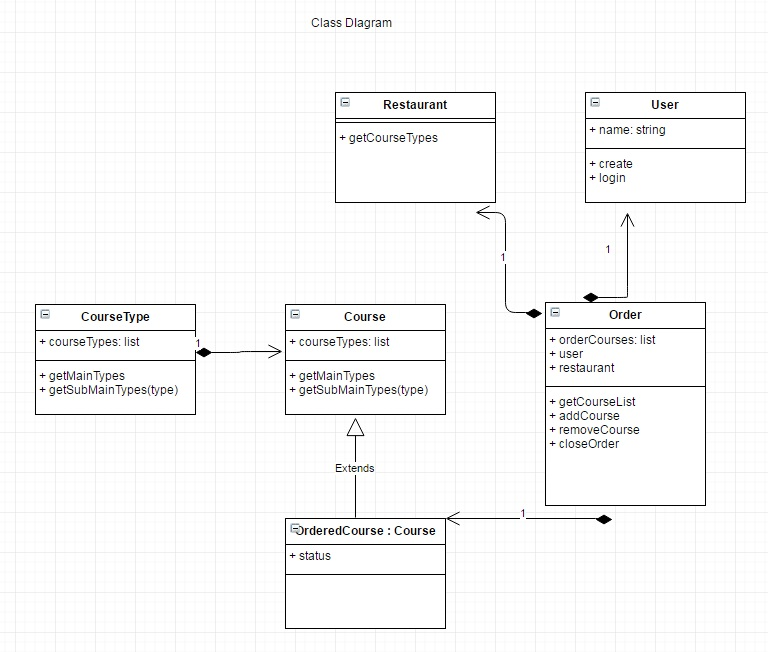 Class DIagram
Restaurant
+ getCourseTypes
User
+ name: string
+ create
+ login
1
1
CourseType
+ courseTypes: list
+ getMainTypes
+ getSubMainTypes(type)
1
Course
+ courseTypes: list
+ getMainTypes
+ getSubMainTypes(type)
Order
+ orderCourses: list
+ user
+ restaurant
+ getCourseList
+ addCourse
+ removeCourse
+ closeOrder
Extends
1
OrderedCourse : Course
+ status